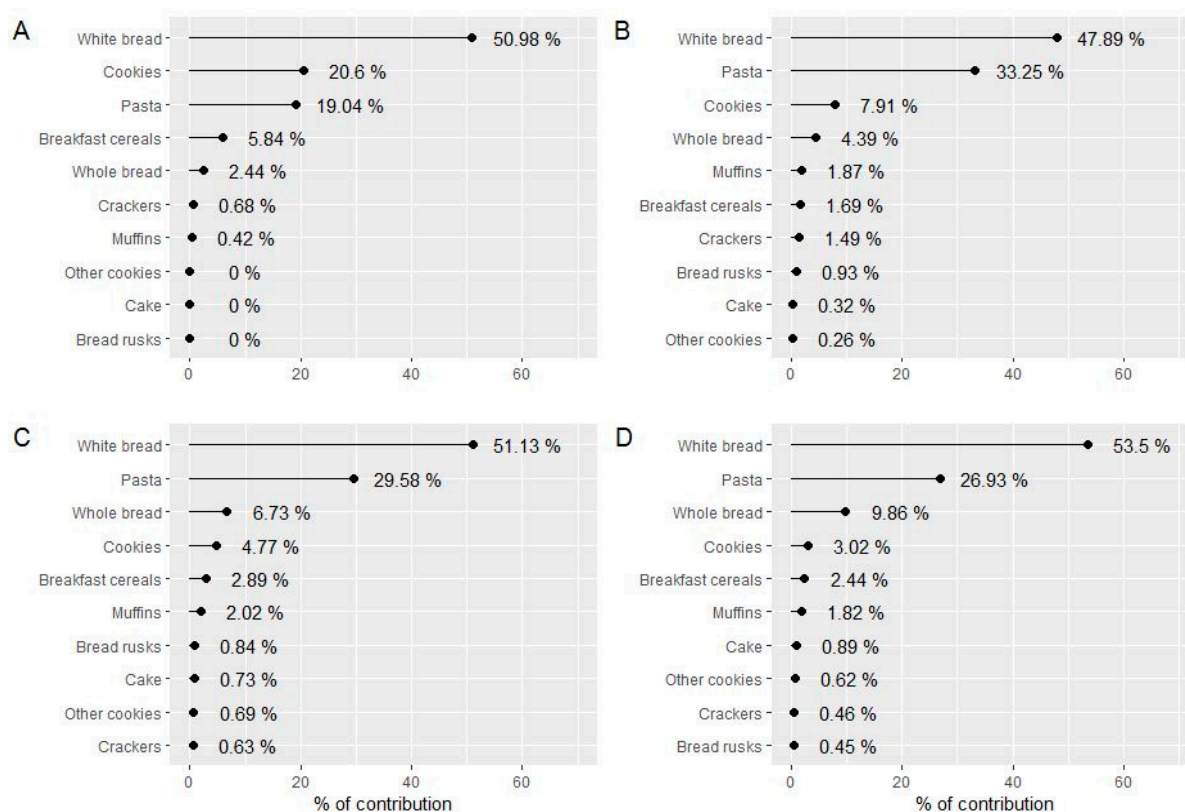 A
White bread 50.98 %
Cookies 20.6 %
Pasta 19.04 %
Breakfast cereals 5.84 %
Whole bread 2.44 %
Crackers 0.68 %
Muffins 0.42 %
Other cookies 0 %
Cake 0 %
Bread rusks 0 %
0 20 40 60
B
White bread 47.89 %
Pasta 33.25 %
Cookies 7.91 %
Whole bread 4.39 %
Muffins 1.87 %
Breakfast cereals 1.69 %
Crackers 1.49 %
Bread rusks 0.93 %
Cake 0.32 %
Other cookies 0.26 %
0 20 40 60
C
White bread 51.13 %
Pasta 29.58 %
Whole bread 6.73 %
Cookies 4.77 %
Breakfast cereals 2.89 %
Muffins 2.02 %
Bread rusks 0.84 %
Cake 0.73 %
Other cookies 0.69 %
Crackers 0.63 %
0 20 40 60
% of contribution
D
White bread 53.5 %
Pasta 26.93 %
Whole bread 9.86 %
Cookies 3.02 %
Breakfast cereals 2.44 %
Muffins 1.82 %
Cake 0.89 %
Other cookies 0.62 %
Crackers 0.46 %
Bread rusks 0.45 %
0 20 40 60
% of contribution